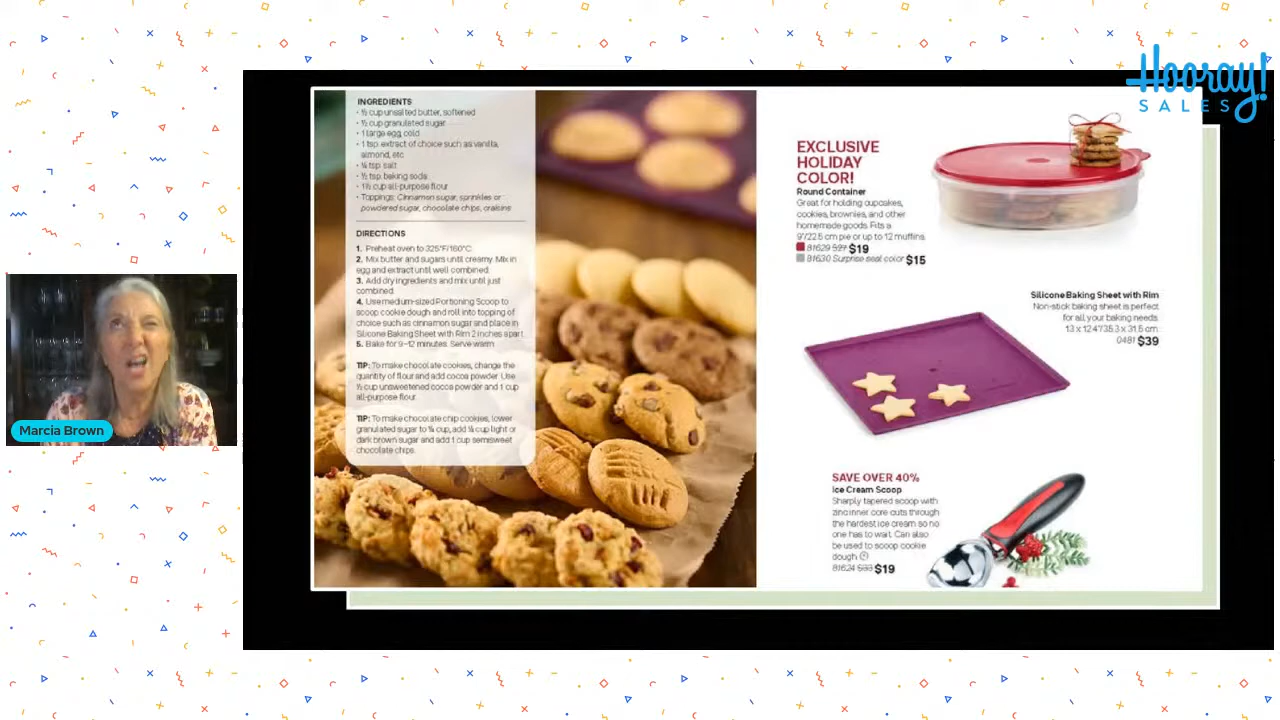 Hooray!
SALES
INGREDIENTS
• ½ cup unsalted butter, softened
• ½ cup granulated sugar
• 1 large egg, cold
• 1 tsp. extract of choice such as vanilla,
almond, etc
• ¼ tsp. salt
• ½ tsp. baking soda
• 1½ cup all-purpose flour
• Toppings: Cinnamon sugar, sprinkles or
powdered sugar, chocolate chips, craisins
DIRECTIONS
1. Preheat oven to 325°F/160°C.
2. Mix butter and sugars until creamy. Mix in
egg and extract until well combined.
3. Add dry ingredients and mix until just
combined.
4. Use medium-sized Portioning Scoop to
scoop cookie dough and roll into topping of
choice such as cinnamon sugar and place in
Silicone Baking Sheet with Rim 2 inches apart.
5. Bake for 9–12 minutes. Serve warm.
TIP: To make chocolate cookies, change the
quantity of flour and add cocoa powder. Use
½ cup unsweetened cocoa powder and 1 cup
all-purpose flour.
TIP: To make chocolate chip cookies, lower
granulated sugar to ¼ cup, add ¼ cup light or
dark brown sugar and add 1 cup semisweet
chocolate chips.
EXCLUSIVE
HOLIDAY
COLOR!
Round Container
Great for holding cupcakes,
cookies, brownies, and other
homemade goods. Fits a
9"/22.5 cm pie or up to 12 muffins.
81629 $19
81630 Surprise seal color $15
Silicone Baking Sheet with Rim
Non-stick baking sheet is perfect
for all your baking needs.
13 x 12.4"/35.3 x 31.5 cm
0481 $39
SAVE OVER 40%
Ice Cream Scoop
Sharply tapered scoop with
zinc inner core cuts through
the hardest ice cream so no
one has to wait. Can also
be used to scoop cookie
dough.
81624 $19
Marcia Brown